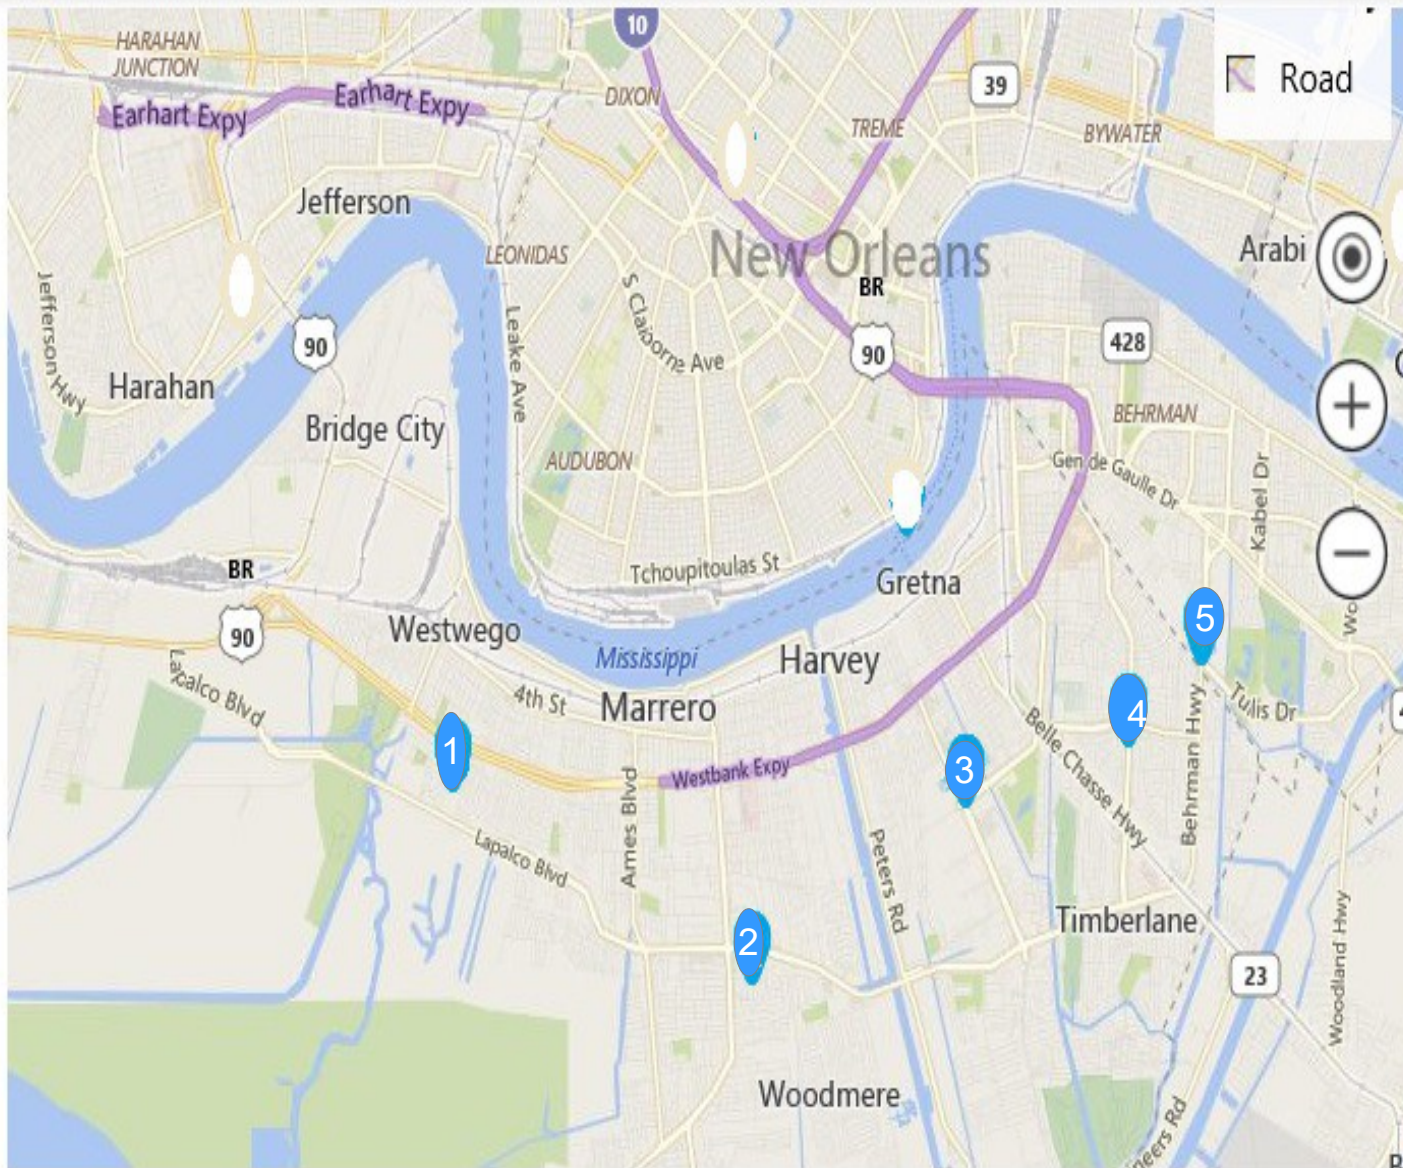 10
Road
HARAHAN
JUNCTION
39
Earhart Expy
Earhart Expy
DIXON
TREME
BYWATER
Jefferson
LEONIDAS
New Orleans
Arabi
BR
Jefferson Hwy
S Claiborne Ave
Leake Ave
90
90
428
Harahan
Bridge City
BEHRMAN
AUDUBON
Gen de Gaulle Dr
Kabel Dr
BR
Tchoupitoulas St
Gretna
90
Westwego
5
Mississippi
Harvey
Lapalco Blvd
4th St
Marrero
4
Tullis Dr
Belle Chasse Hwy
Behrman Hwy
1
Westbank Expy
3
Ames Blvd
Lapalco Blvd
Peters Rd
2
Timberlane
23
Woodland Hwy
Woodmere
neers Rd